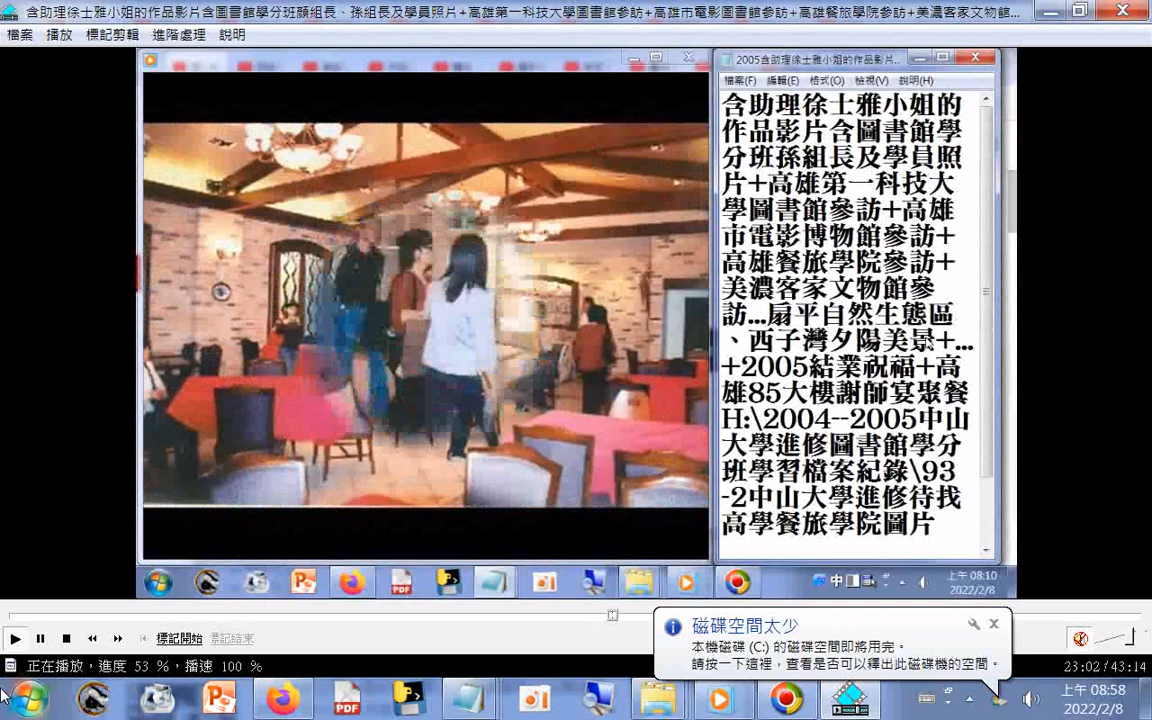 含助理徐士雅小姐的作品影片含圖書館學分班顏組長、孫組長及學員照片+高雄第一科技大學圖書館參訪+高雄市電影圖書館參訪+高雄餐旅學院參訪+美濃客家文物館...
檔案 播放 標記剪輯 進階處理 說明
2005含助理徐士雅小姐的作品影片...
檔案(F) 編輯(E) 格式(O) 檢視(V) 說明(H)
含助理徐士雅小姐的
作品影片含圖書館學
分班孫組長及學員照
片+高雄第一科技大
學圖書館參訪+高雄
市電影博物館參訪+
高雄餐旅學院參訪+
美濃客家文物館參
訪...扇平自然生態區
、西子灣夕陽美景+...
+2005結業祝福+高
雄85大樓謝師宴聚餐
H:\2004--2005中山
大學進修圖書館學分
班學習檔案紀錄\93
-2中山大學進修待找
高學餐旅學院圖片
PDF
中
上午 08:10
2022/2/8
磁碟空間太少
本機磁碟 (C:) 的磁碟空間即將用完。
請按一下這裡，查看是否可以釋出此磁碟機的空間。
標記開始 標記結束
正在播放，進度 53 %，播速 100 %
23:02/43:14
PDF
上午 08:58
2022/2/8